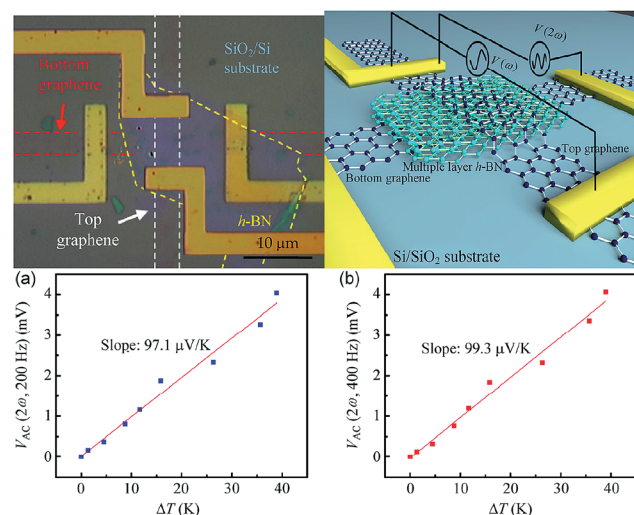 Bottom
graphene
SiO2/Si
substrate
Top
graphene
h-BN
10 μm
V(2ω)
V(ω)
Top graphene
Multiple layer h-BN
Bottom graphene
Si/SiO2 substrate
(a)
VAC (2ω, 200 Hz) (mV)
4
3
2
1
0
Slope: 97.1 μV/K
0 10 20 30 40
ΔT (K)
(b)
VAC (2ω, 400 Hz) (mV)
4
3
2
1
0
Slope: 99.3 μV/K
0 10 20 30 40
ΔT (K)